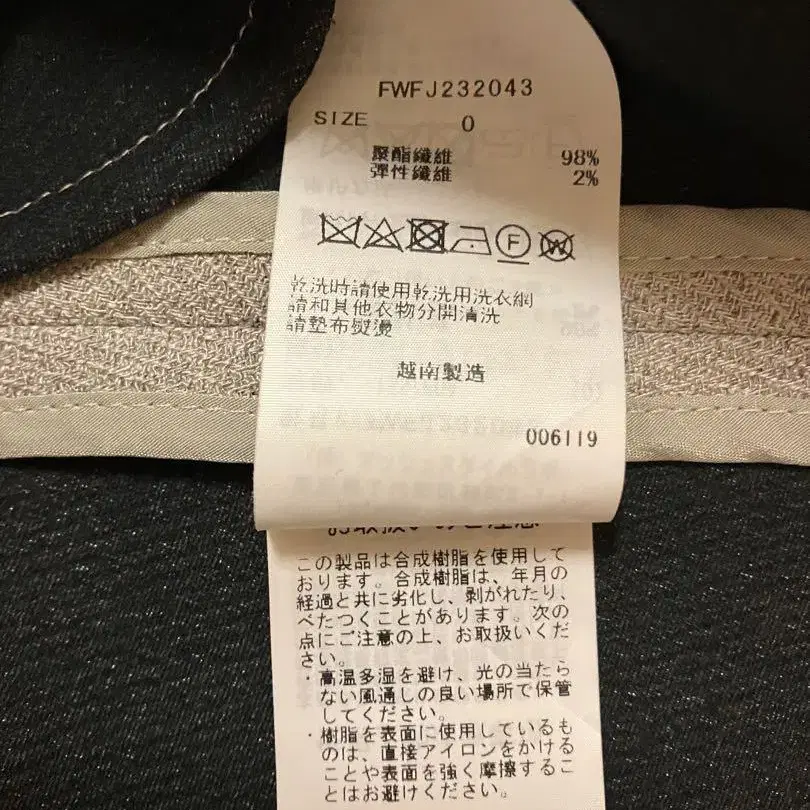 FWFJ232043
SIZE 0
聚酯纖維 98%
彈性纖維 2%
F W
乾洗時請使用乾洗用洗衣網
請和其他衣物分開清洗
請墊布熨燙
越南製造
006119
お取扱いのご注意
この製品は合成樹脂を使用して
おります。合成樹脂は、年月の
経過と共に劣化し、剥がれたり、
べたつくことがあります。次の
点にご注意の上、お取扱いくだ
さい。
・高温多湿を避け、光の当たら
ない風通しの良い場所で保管
してください。
・樹脂を表面に使用しているも
のは、直接アイロンをかける
ことや表面を強く摩擦するこ
とはお避けください。